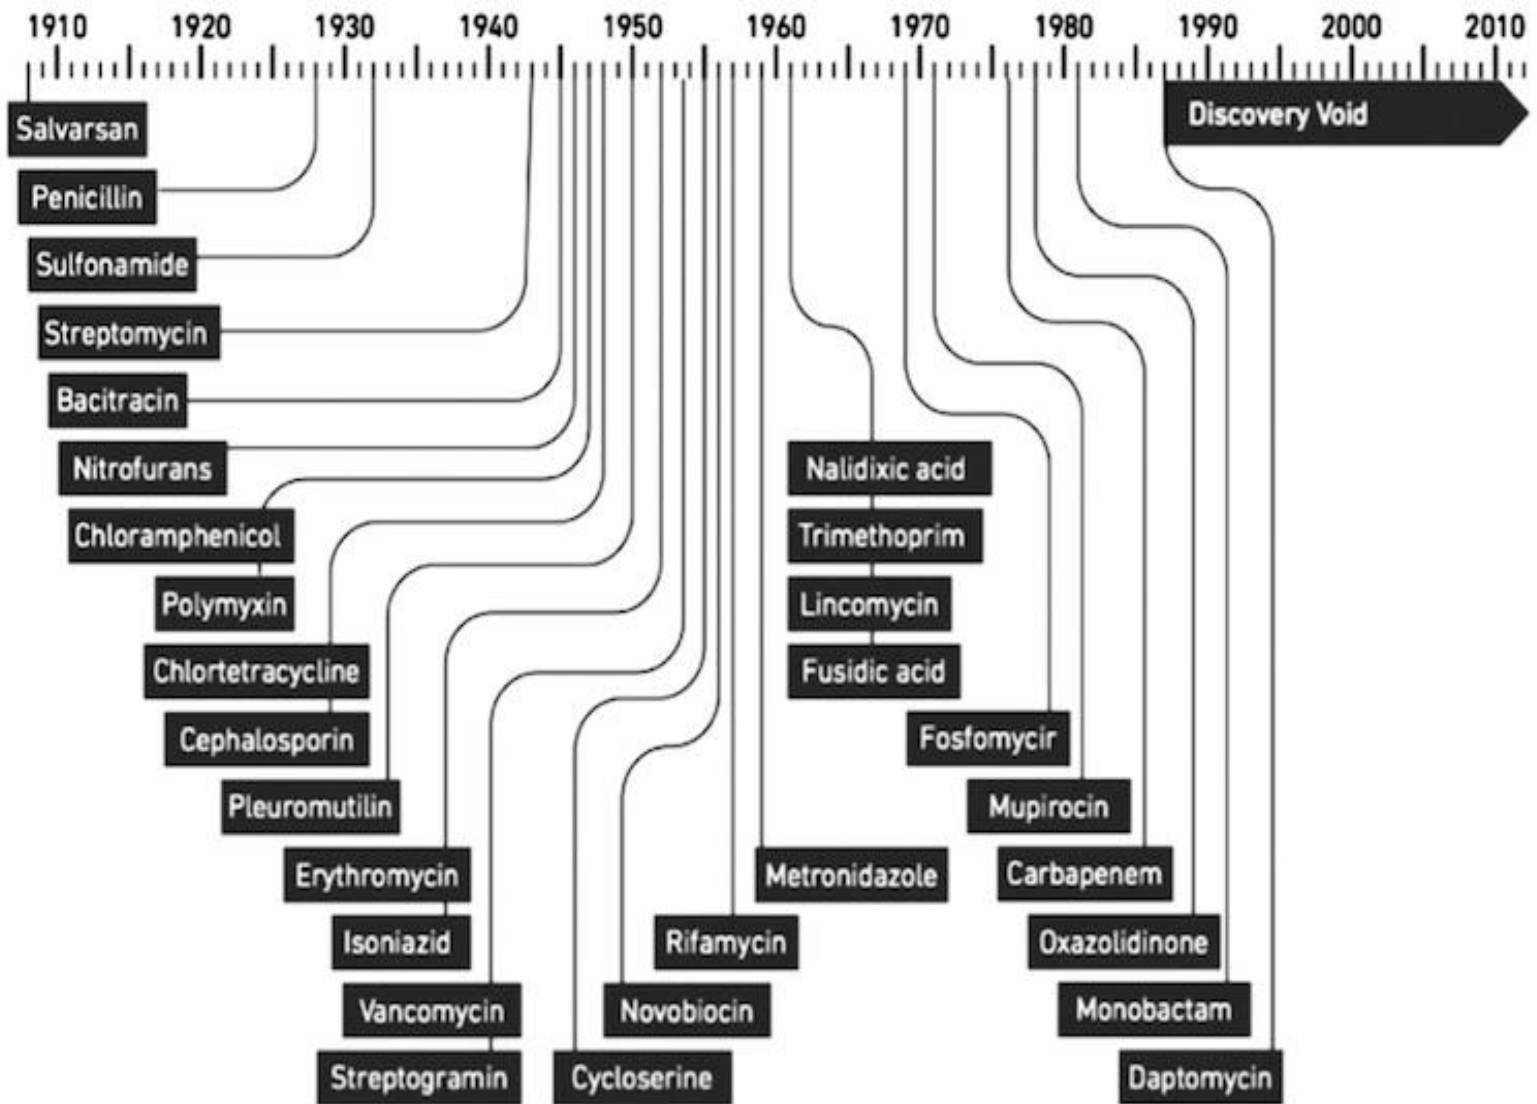 1910 1920 1930 1940 1950 1960 1970 1980 1990 2000 2010
Discovery Void
Salvarsan
Penicillin
Sulfonamide
Streptomycin
Bacitracin
Nitrofurans
Chloramphenicol
Polymyxin
Chlortetracycline
Cephalosporin
Pleuromutilin
Erythromycin
Isoniazid
Vancomycin
Streptogramin
Cycloserine
Novobiocin
Rifamycin
Metronidazole
Nalidixic acid
Trimethoprim
Lincomycin
Fusidic acid
Fosfomycir
Mupirocin
Carbapenem
Oxazolidinone
Monobactam
Daptomycin